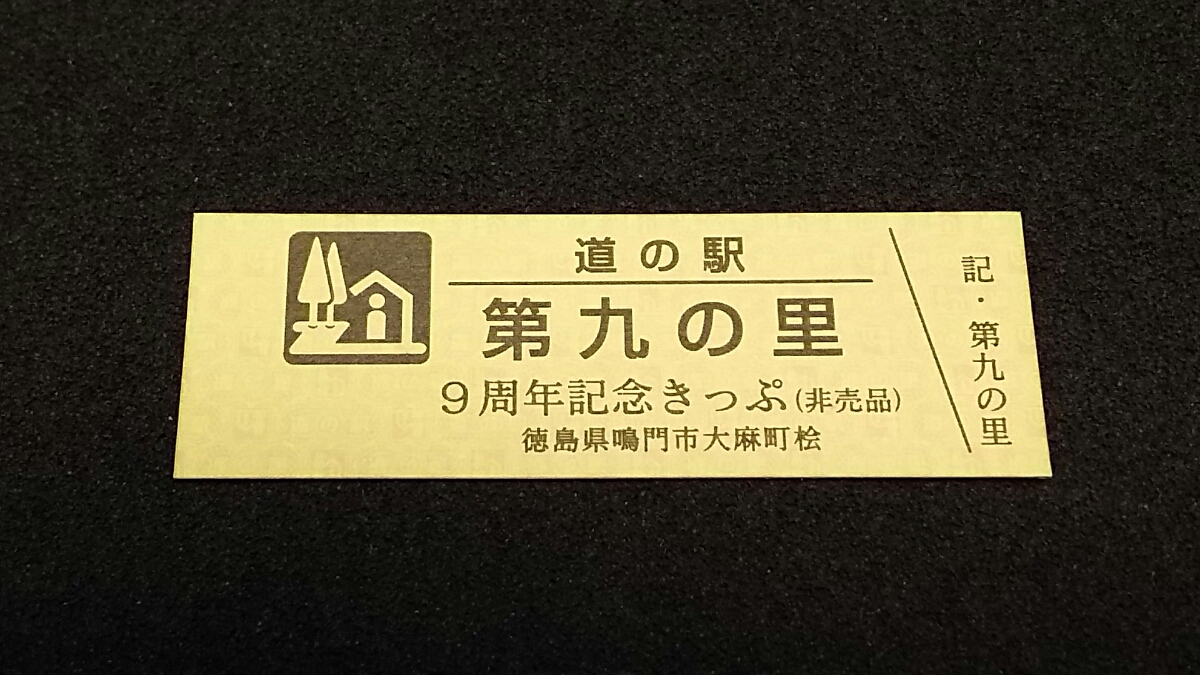 道の駅
第九の里
9周年記念きっぷ(非売品)
徳島県鳴門市大麻町桧
記・第九の里